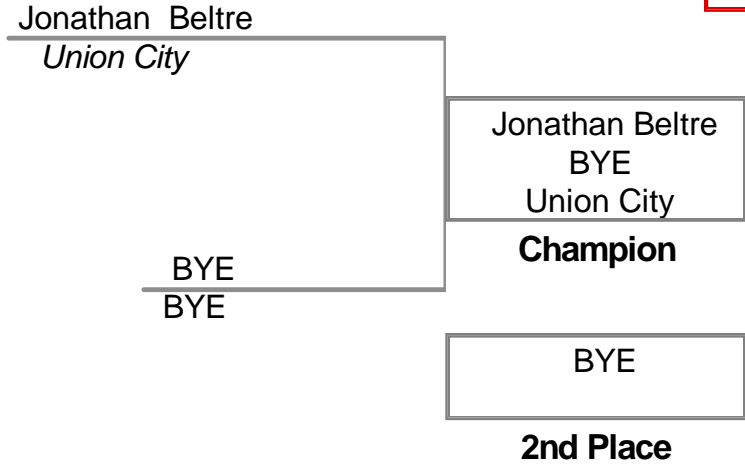 Jonathan Beltre
Union City
Jonathan Beltre
BYE
Union City
Champion
BYE
BYE
BYE
2nd Place